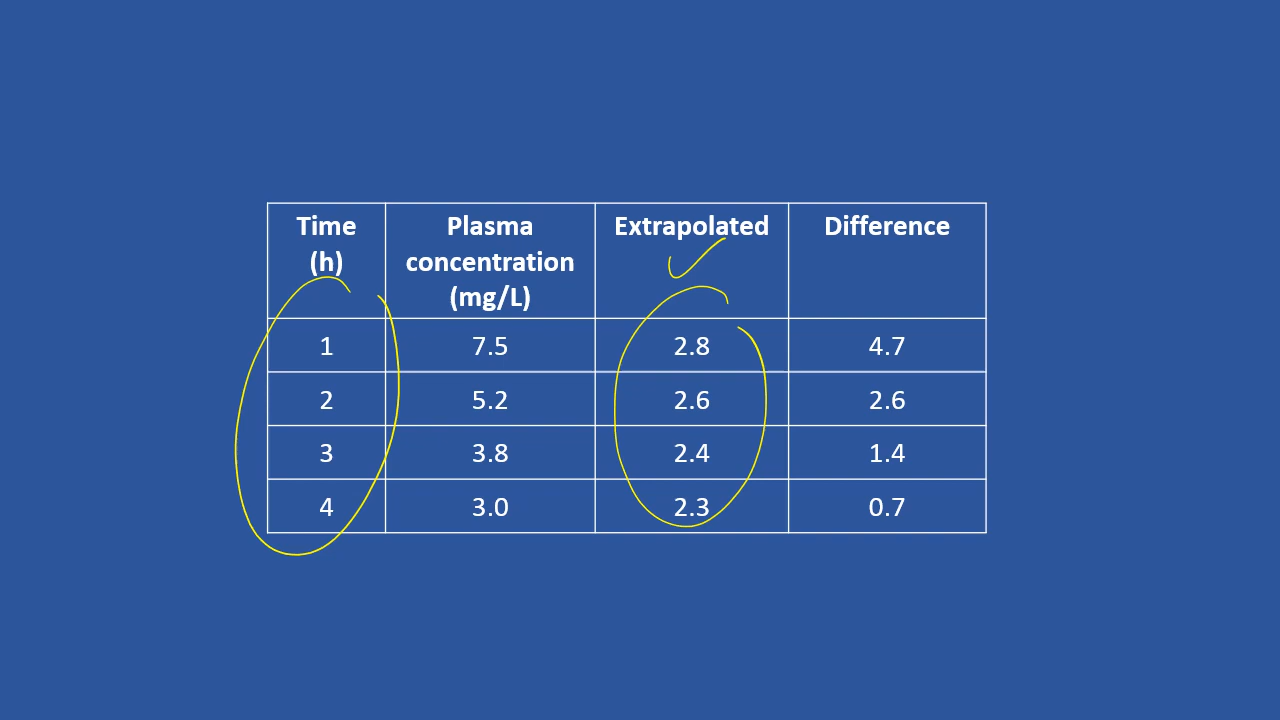 Time Plasma Extrapolated Difference
(h) concentration
(mg/L)
1 7.5 2.8 4.7
2 5.2 2.6 2.6
3 3.8 2.4 1.4
4 3.0 2.3 0.7